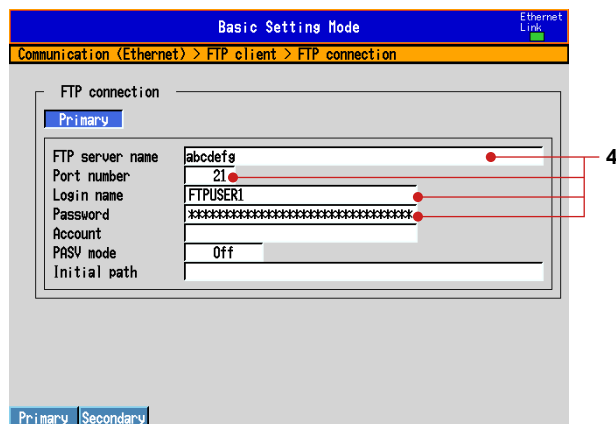 Basic Setting Mode
Ethernet
Link
Communication (Ethernet) > FTP client > FTP connection
FTP connection
Primary
FTP server name abcdefg
Port number 21
Login name FTPUSER1
Password ********************************
Account
PASV mode Off
Initial path
4
Primary Secondary